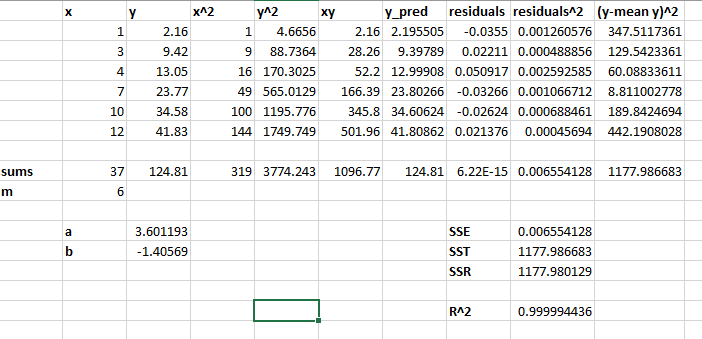 x y x^2 y^2 xy y_pred residuals residuals^2 (y-mean y)^2
1 2.16 1 4.6656 2.16 2.195505 -0.0355 0.001260576 347.5117361
3 9.42 9 88.7364 28.26 9.39789 0.02211 0.000488856 129.5423361
4 13.05 16 170.3025 52.2 12.99908 0.050917 0.002592585 60.08833611
7 23.77 49 565.0129 166.39 23.80266 -0.03266 0.001066712 8.811002778
10 34.58 100 1195.776 345.8 34.60624 -0.02624 0.000688461 189.8424694
12 41.83 144 1749.749 501.96 41.80862 0.021376 0.00045694 442.1908028
sums 37 124.81 319 3774.243 1096.77 124.81 6.22E-15 0.006554128 1177.986683
m 6
a 3.601193 SSE 0.006554128
b -1.40569 SST 1177.986683
SSR 1177.980129
R^2 0.999994436